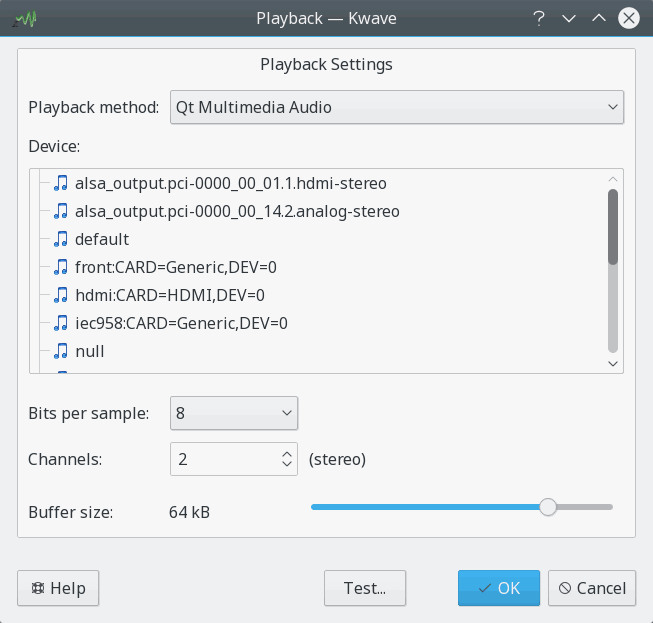 Playback — Kwave
Playback Settings
Playback method: Qt Multimedia Audio
Device:
alsa_output.pci-0000_00_01.1.hdmi-stereo
alsa_output.pci-0000_00_14.2.analog-stereo
default
front:CARD=Generic,DEV=0
hdmi:CARD=HDMI,DEV=0
iec958:CARD=Generic,DEV=0
null
Bits per sample: 8
Channels: 2 (stereo)
Buffer size: 64 kB
Help Test... OK Cancel